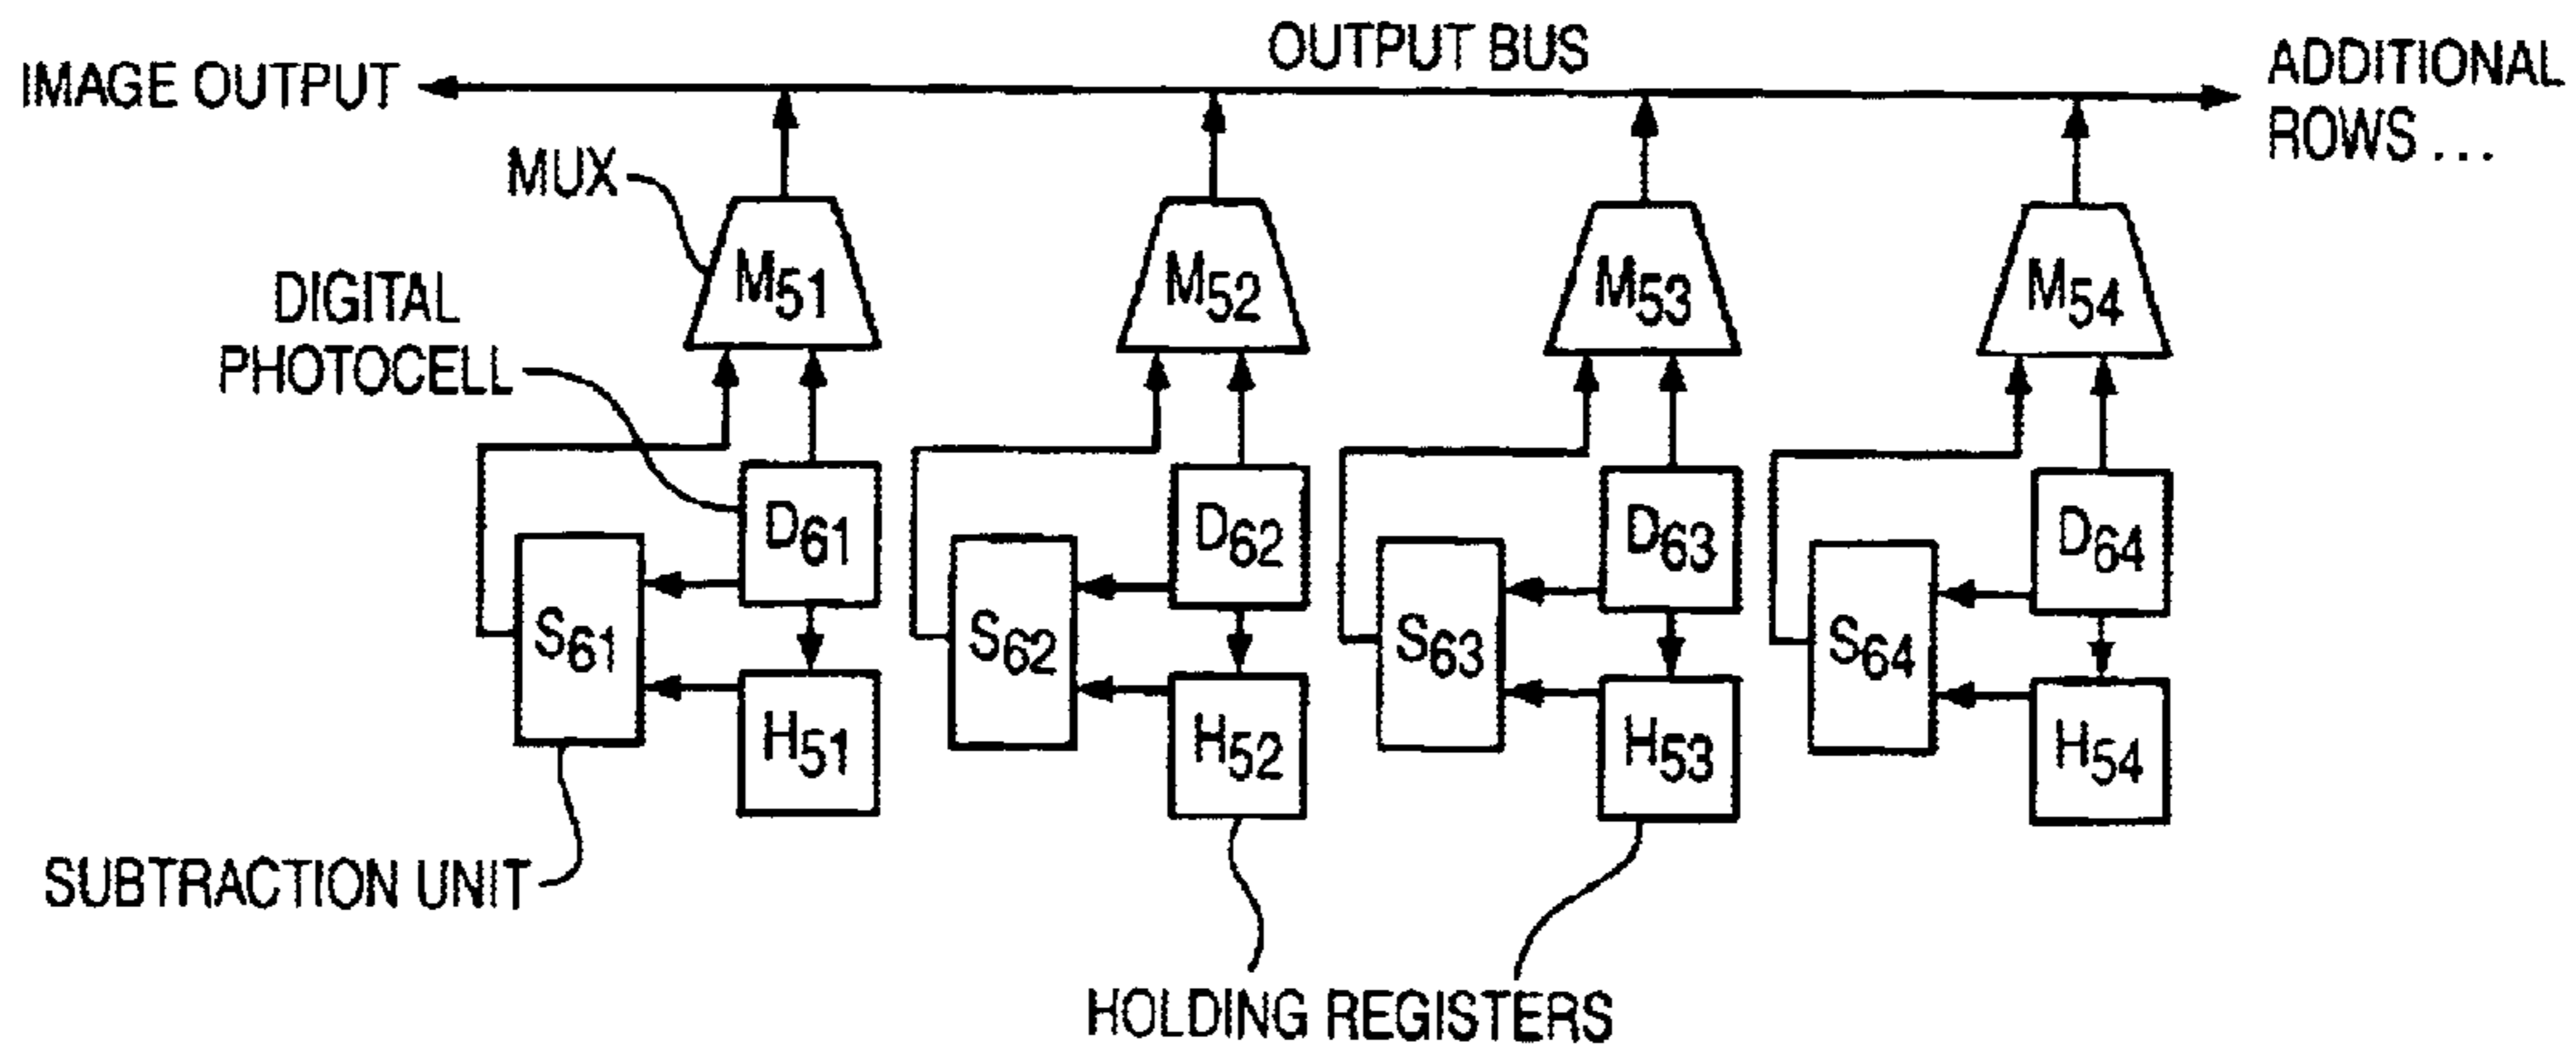 OUTPUT BUS
IMAGE OUTPUT
ADDITIONAL
ROWS ...
MUX
M51
M52
M53
M54
DIGITAL
PHOTOCELL
D61
D62
D63
D64
S61
S62
S63
S64
H51
H52
H53
H54
SUBTRACTION UNIT
HOLDING REGISTERS